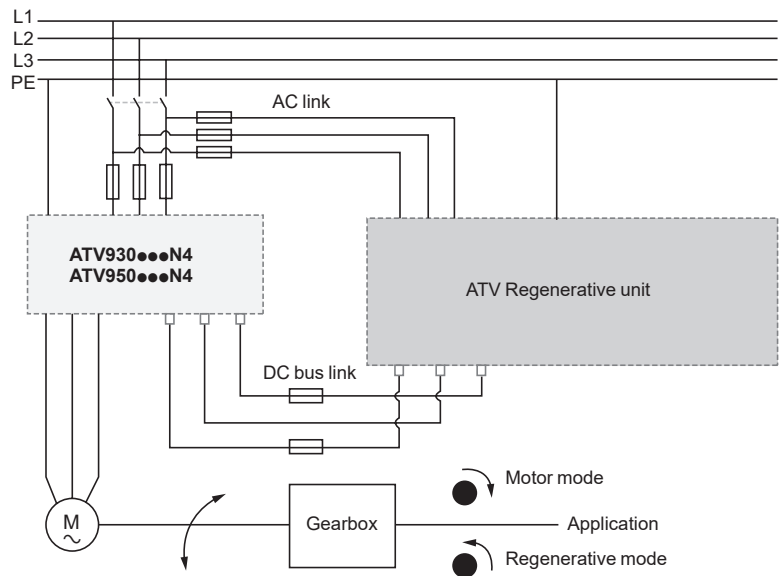 L1
L2
L3
PE
AC link
ATV930●●●N4
ATV950●●●N4
ATV Regenerative unit
DC bus link
Motor mode
M
~
Gearbox
Application
Regenerative mode